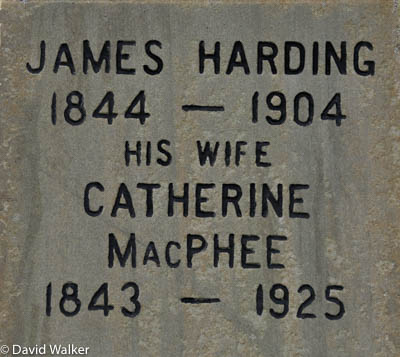 JAMES HARDING
1844 — 1904
HIS WIFE
CATHERINE
MACPHEE
1843 — 1925
© David Walker